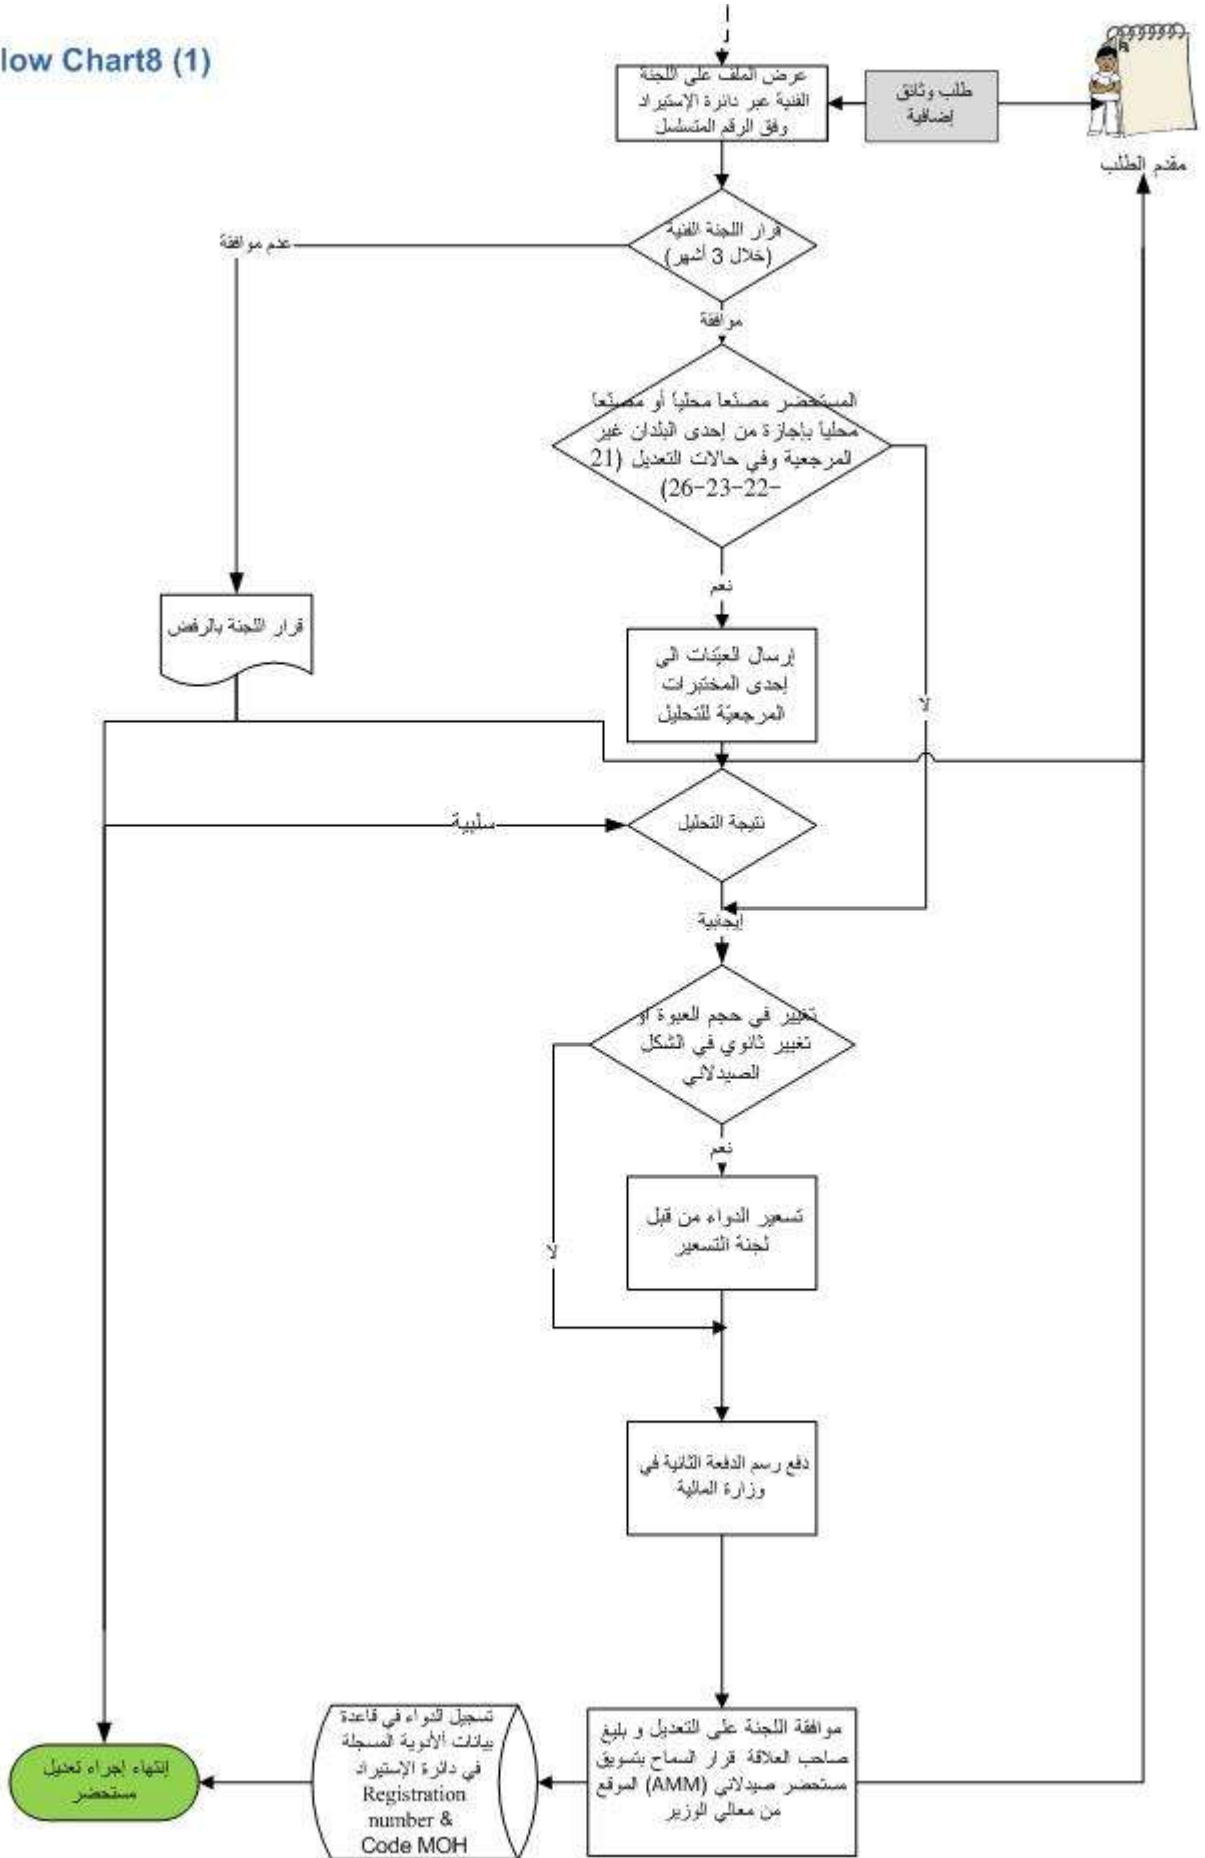 low Chart8 (1)
عرض الملف على اللجنة
الفنية عبر دائرة الإستيراد
وفق الرقم المتسلسل
طلب وثائق
إضافية
مقدم الطلب
قرار اللجنة الفنية
(خلال 3 أشهر)
عدم موافقة
موافقة
المستحضر مصنعا محليا أو مصنعا
محليا بإجازة من إحدى البلدان غير
المرجعية وفي حالات التعديل (21
-22-23-26)
نعم
لا
قرار اللجنة بالرفض
إرسال العيّنات الى
إحدى المختبرات
المرجعيّة للتحليل
نتيجة التحليل
سلبية
إيجابية
تغيير في حجم العبوة او
تغيير ثانوي في الشكل
الصيدلاني
نعم
لا
تسعير الدواء من قبل
لجنة التسعير
دفع رسم الدفعة الثانية في
وزارة المالية
موافقة اللجنة على التعديل و بليغ
صاحب العلاقة قرار السماح بتسويق
مستحضر صيدلاني (AMM) الموقع
من معالي الوزير
تسجيل الدواء في قاعدة
بيانات ألأدوية المسجلة
في دائرة الإستيراد
Registration
number &
Code MOH
إنتهاء إجراء تعديل
مستحضر